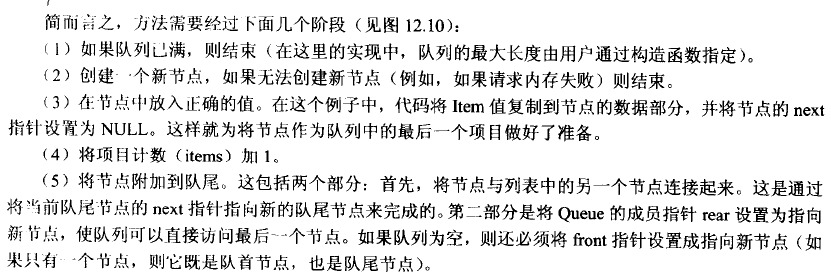 简而言之，方法需要经过下面几个阶段（见图 12.10）：
（1）如果队列已满，则结束（在这里的实现中，队列的最大长度由用户通过构造函数指定）。
（2）创建一个新节点，如果无法创建新节点（例如，如果请求内存失败）则结束。
（3）在节点中放入正确的值。在这个例子中，代码将 Item 值复制到节点的数据部分，并将节点的 next
指针设置为 NULL。这样就为将节点作为队列中的最后一个项目做好了准备。
（4）将项目计数（items）加 1。
（5）将节点附加到队尾。这包括两个部分：首先，将节点与列表中的另一个节点连接起来。这是通过
将当前队尾节点的 next 指针指向新的队尾节点来完成的。第二部分是将 Queue 的成员指针 rear 设置为指向
新节点，使队列可以直接访问最后一个节点。如果队列为空，则还必须将 front 指针设置成指向新节点（如
果只有一个节点，则它既是队首节点，也是队尾节点）。